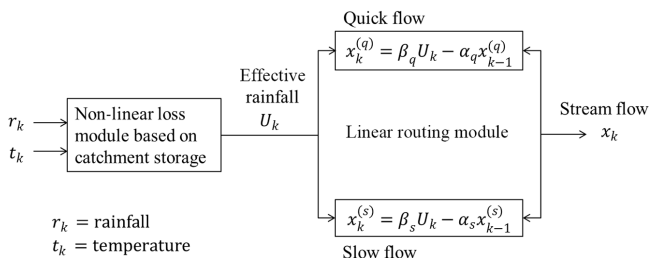 Quick flow
x_k^{(q)} = β_q U_k − α_q x_{k−1}^{(q)}
Effective
rainfall
U_k
Non-linear loss
module based on
catchment storage
r_k
t_k
Linear routing module
Stream flow
x_k
x_k^{(s)} = β_s U_k − α_s x_{k−1}^{(s)}
Slow flow
r_k = rainfall
t_k = temperature